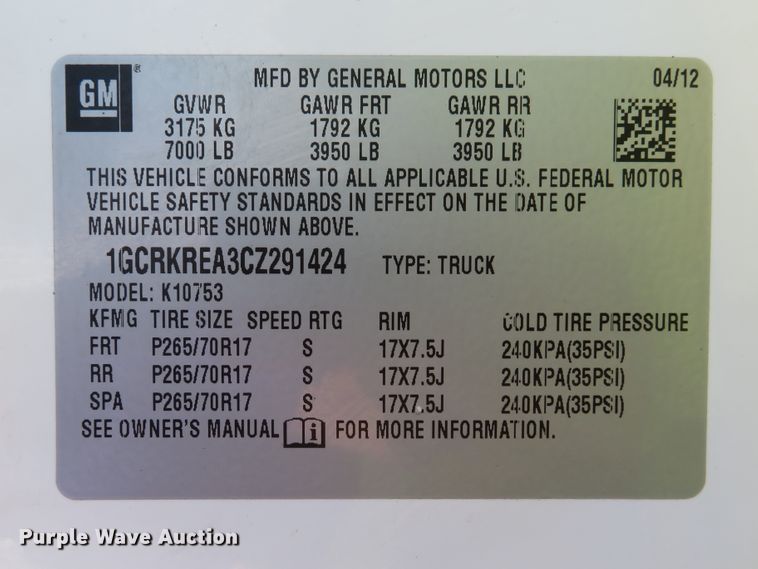 GM ®
MFD BY GENERAL MOTORS LLC 04/12
GVWR GAWR FRT GAWR RR
3175 KG 1792 KG 1792 KG
7000 LB 3950 LB 3950 LB
THIS VEHICLE CONFORMS TO ALL APPLICABLE U.S. FEDERAL MOTOR
VEHICLE SAFETY STANDARDS IN EFFECT ON THE DATE OF
MANUFACTURE SHOWN ABOVE.
1GCRKREA3CZ291424 TYPE: TRUCK
MODEL: K10753
KFMG TIRE SIZE SPEED RTG RIM COLD TIRE PRESSURE
FRT P265/70R17 S 17X7.5J 240KPA(35PSI)
RR P265/70R17 S 17X7.5J 240KPA(35PSI)
SPA P265/70R17 S 17X7.5J 240KPA(35PSI)
SEE OWNER'S MANUAL i FOR MORE INFORMATION.
Purple Wave Auction